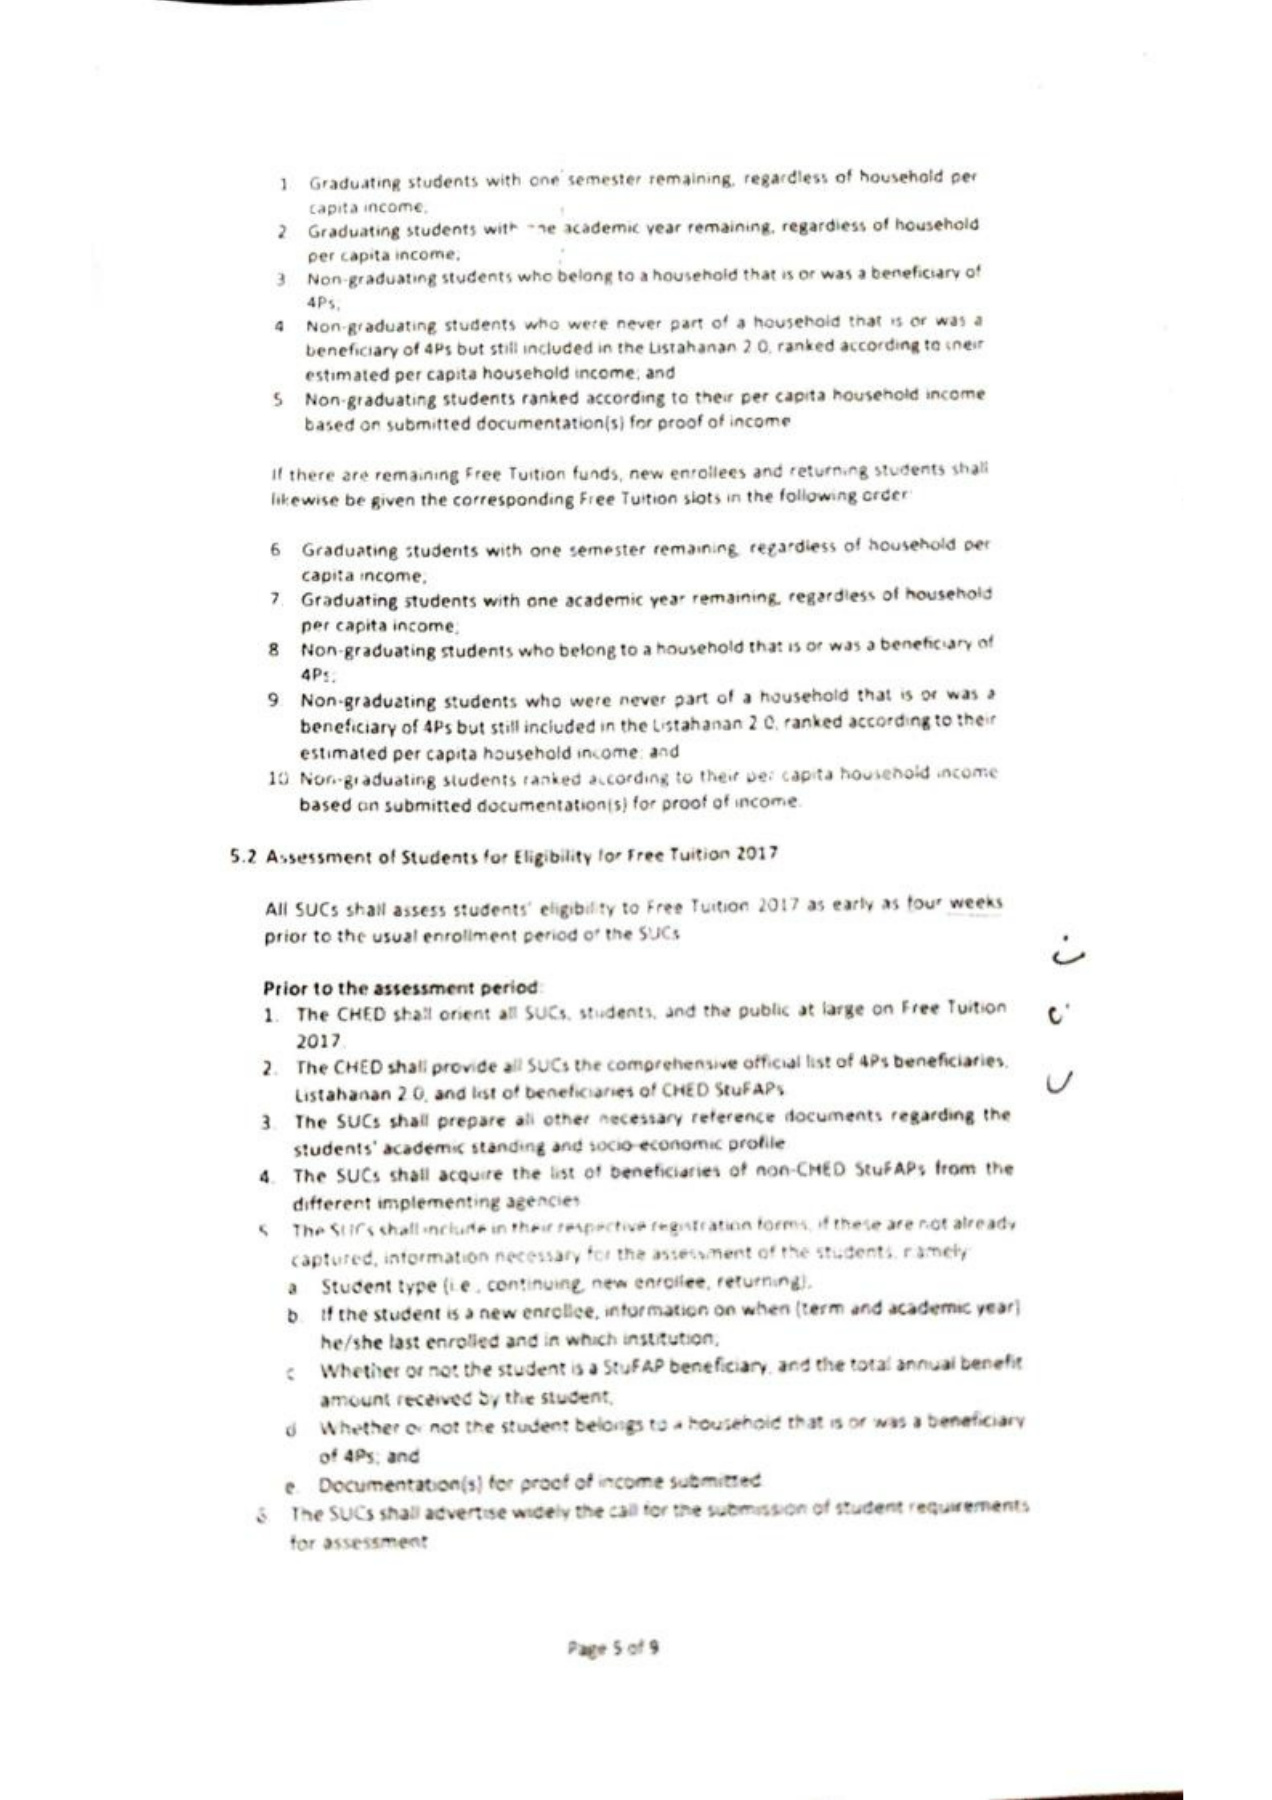 1 Graduating students with one semester remaining, regardless of household per
capita income,
2 Graduating students with academic year remaining, regardless of household
per capita income;
3 Non-graduating students who belong to a household that is or was a beneficiary of
4Ps;
4 Non-graduating students who were never part of a household that is or was a
beneficiary of 4Ps but still included in the Listahanan 2 0, ranked according to their
estimated per capita household income; and
5 Non-graduating students ranked according to their per capita household income
based on submitted documentation(s) for proof of income
If there are remaining Free Tuition funds, new enrollees and returning students shall
likewise be given the corresponding Free Tuition slots in the following order:
6 Graduating students with one semester remaining, regardless of household per
capita income;
7. Graduating students with one academic year remaining, regardless of household
per capita income;
8 Non-graduating students who belong to a household that is or was a beneficiary of
4Ps;
9. Non-graduating students who were never part of a household that is or was a
beneficiary of 4Ps but still included in the Listahanan 2 0, ranked according to their
estimated per capita household income; and
10 Non-graduating students ranked according to their per capita household income
based on submitted documentation(s) for proof of income.
5.2 Assessment of Students for Eligibility for Free Tuition 2017
All SUCs shall assess students' eligibility to Free Tuition 2017 as early as four weeks
prior to the usual enrollment period of the SUCs
Prior to the assessment period:
1. The CHED shall orient all SUCs, students, and the public at large on Free Tuition
2017.
2. The CHED shall provide all SUCs the comprehensive official list of 4Ps beneficiaries,
Listahanan 2 0, and list of beneficiaries of CHED StuFAPs
3. The SUCs shall prepare all other necessary reference documents regarding the
students' academic standing and socio-economic profile
4. The SUCs shall acquire the list of beneficiaries of non-CHED StuFAPs from the
different implementing agencies
5 The SUCs shall include in their respective registration forms, if these are not already
captured, information necessary for the assessment of the students, namely
a Student type (i.e., continuing, new enrollee, returning),
b. If the student is a new enrollee, information on when (term and academic year)
he/she last enrolled and in which institution;
c Whether or not the student is a StuFAP beneficiary, and the total annual benefit
amount received by the student,
d Whether or not the student belongs to a household that is or was a beneficiary
of 4Ps; and
e. Documentation(s) for proof of income submitted
6 The SUCs shall advertise widely the call for the submission of student requirements
for assessment
Page 5 of 9